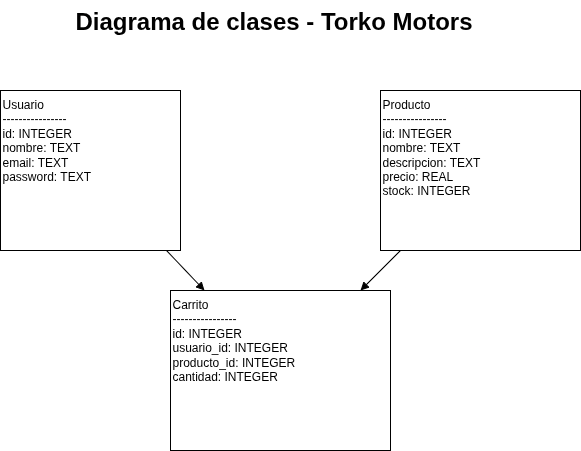 Diagrama de clases - Torko Motors
Usuario
----------------
id: INTEGER
nombre: TEXT
email: TEXT
password: TEXT
Producto
----------------
id: INTEGER
nombre: TEXT
descripcion: TEXT
precio: REAL
stock: INTEGER
Carrito
----------------
id: INTEGER
usuario_id: INTEGER
producto_id: INTEGER
cantidad: INTEGER